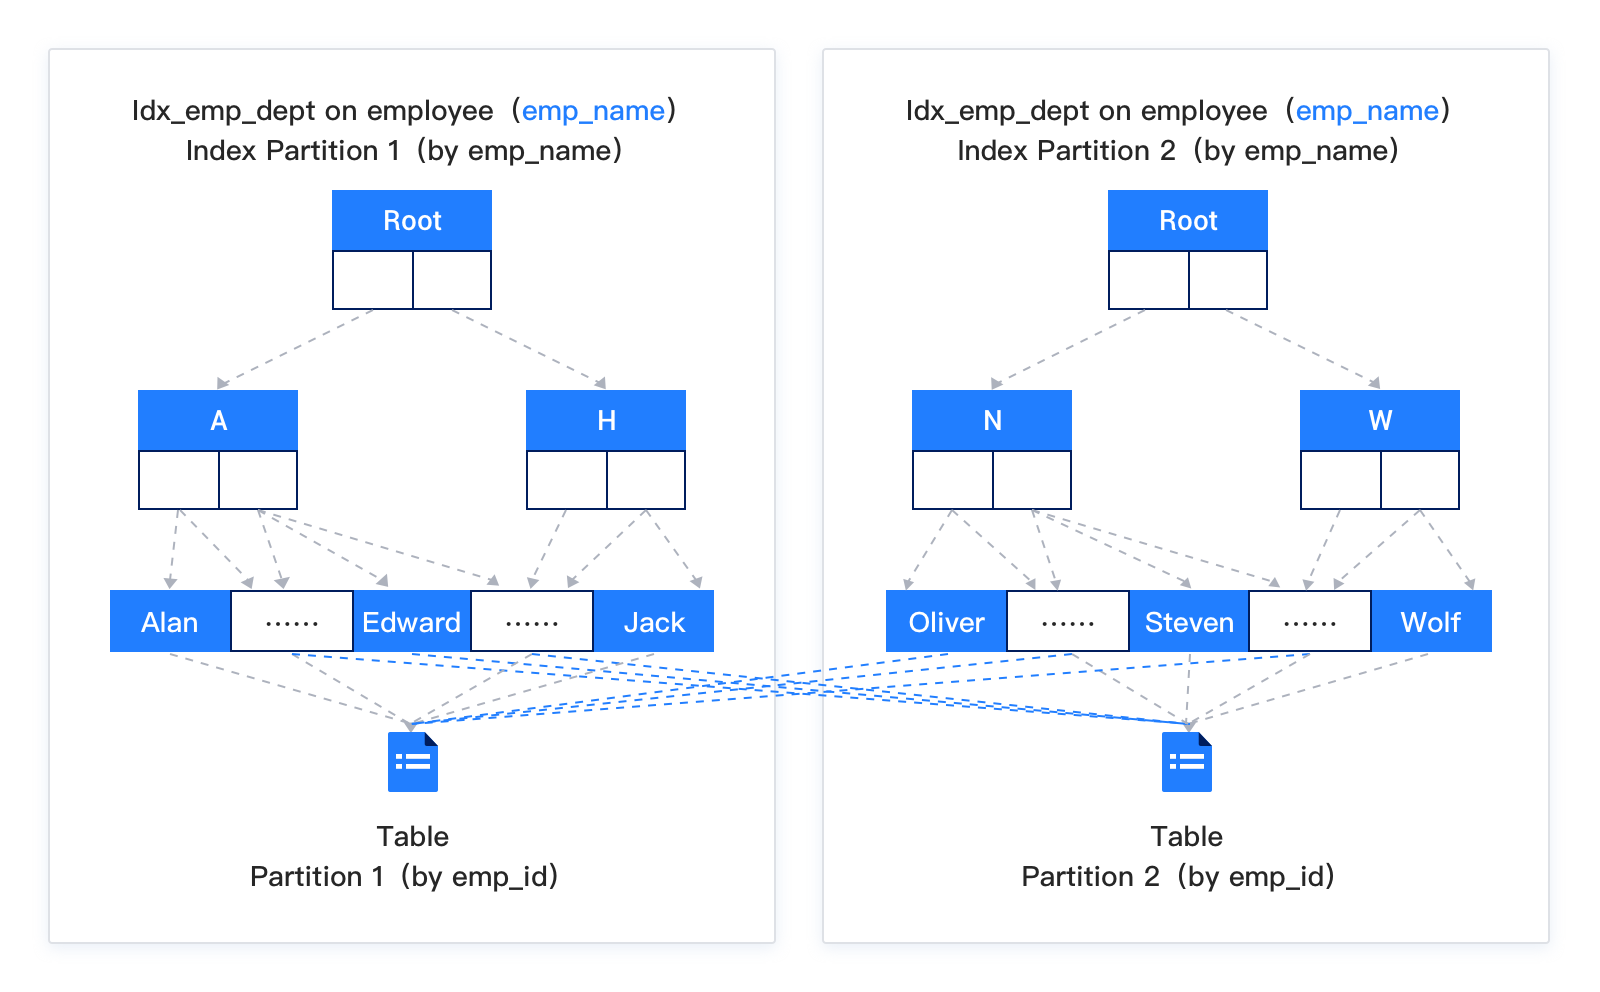 Idx_emp_dept on employee（emp_name）
Index Partition 1（by emp_name）
Root
A
H
Alan
......
Edward
......
Jack
Table
Partition 1（by emp_id）
Idx_emp_dept on employee（emp_name）
Index Partition 2（by emp_name）
Root
N
W
Oliver
......
Steven
......
Wolf
Table
Partition 2（by emp_id）